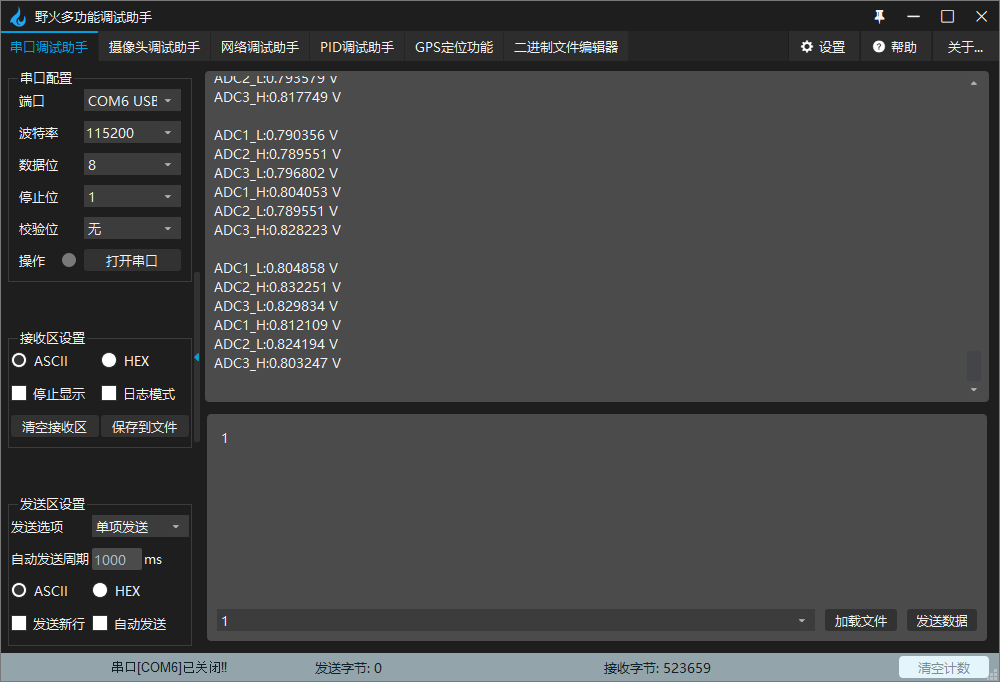 野火多功能调试助手
串口调试助手 摄像头调试助手 网络调试助手 PID调试助手 GPS定位功能 二进制文件编辑器 设置 帮助 关于...
串口配置
端口 COM6 USB
波特率 115200
数据位 8
停止位 1
校验位 无
操作 打开串口
接收区设置
ASCII HEX
停止显示 日志模式
清空接收区 保存到文件
发送区设置
发送选项 单项发送
自动发送周期 1000 ms
ASCII HEX
发送新行 自动发送
ADC2_L:0.793579 V
ADC3_H:0.817749 V
ADC1_L:0.790356 V
ADC2_H:0.789551 V
ADC3_L:0.796802 V
ADC1_H:0.804053 V
ADC2_L:0.789551 V
ADC3_H:0.828223 V
ADC1_L:0.804858 V
ADC2_H:0.832251 V
ADC3_L:0.829834 V
ADC1_H:0.812109 V
ADC2_L:0.824194 V
ADC3_H:0.803247 V
1
1 加载文件 发送数据
串口[COM6]已关闭!! 发送字节: 0 接收字节: 523659 清空计数